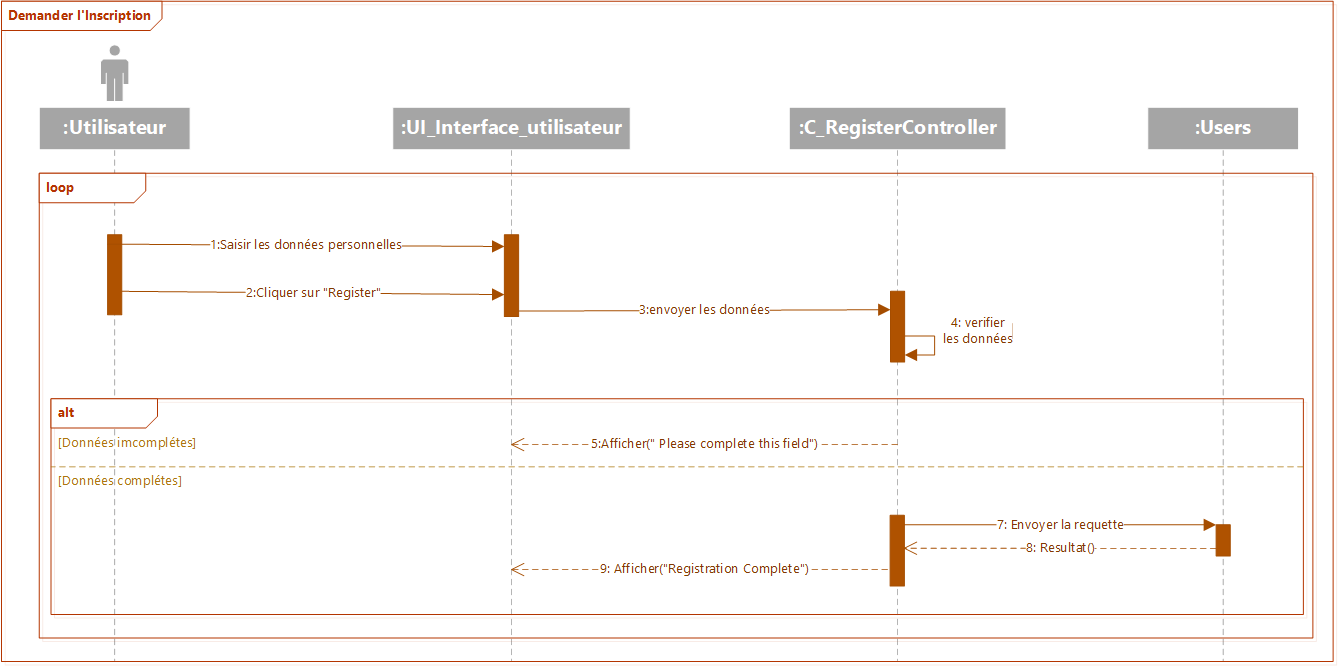 Demander l'Inscription
:Utilisateur
:UI_Interface_utilisateur
:C_RegisterController
:Users
loop
1:Saisir les données personnelles
2:Cliquer sur "Register"
3:envoyer les données
4: verifier
les données
alt
[Données imcomplétes]
5:Afficher(" Please complete this field")
[Données complétes]
7: Envoyer la requette
8: Resultat()
9: Afficher("Registration Complete")